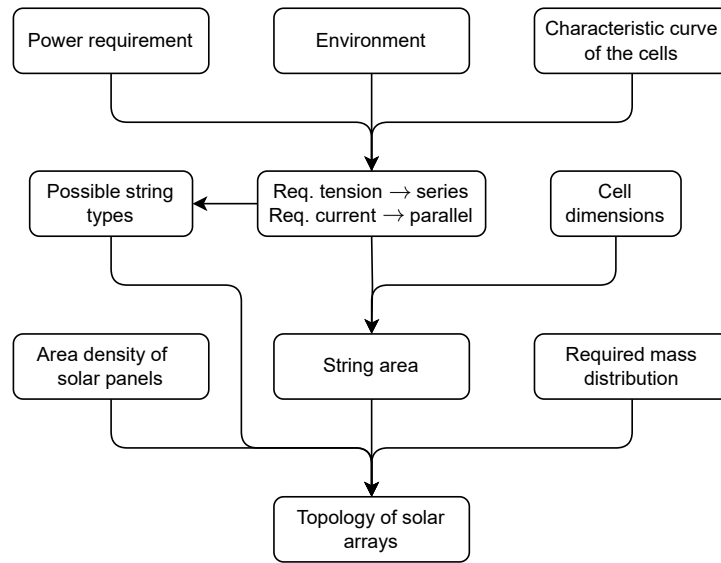 Power requirement
Environment
Characteristic curve
of the cells
Possible string
types
Req. tension → series
Req. current → parallel
Cell
dimensions
Area density of
solar panels
String area
Required mass
distribution
Topology of solar
arrays